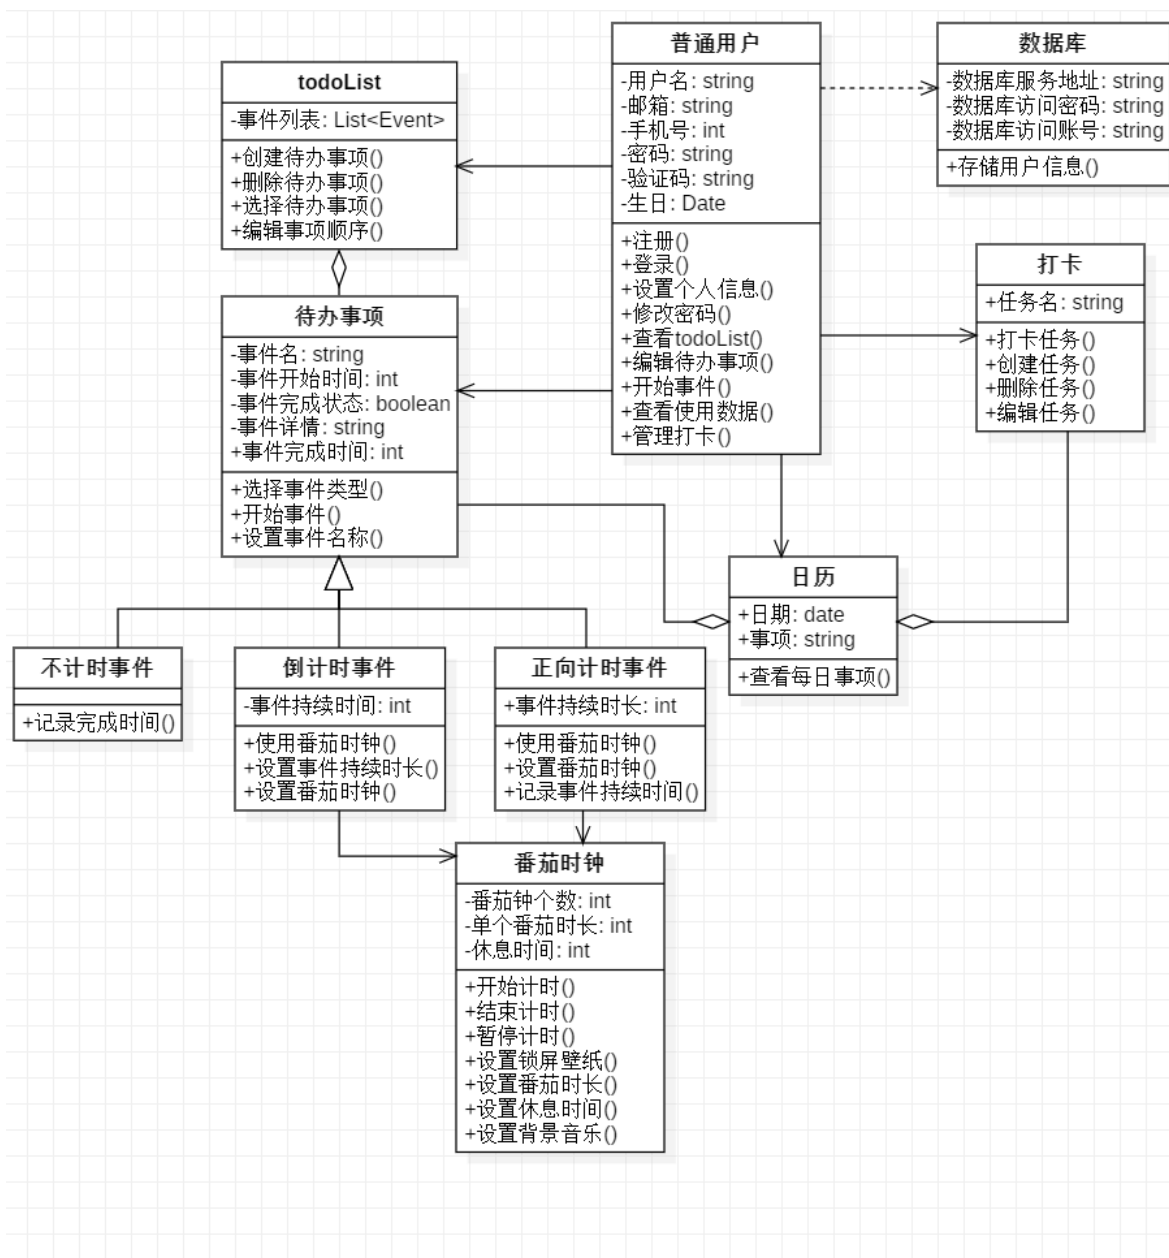 普通用户
-用户名: string
-邮箱: string
-手机号: int
-密码: string
-验证码: string
-生日: Date
+注册()
+登录()
+设置个人信息()
+修改密码()
+查看todoList()
+编辑待办事项()
+开始事件()
+查看使用数据()
+管理打卡()
数据库
-数据库服务地址: string
-数据库访问密码: string
-数据库访问账号: string
+存储用户信息()
todoList
-事件列表: List<Event>
+创建待办事项()
+删除待办事项()
+选择待办事项()
+编辑事项顺序()
打卡
+任务名: string
+打卡任务()
+创建任务()
+删除任务()
+编辑任务()
待办事项
-事件名: string
-事件开始时间: int
-事件完成状态: boolean
-事件详情: string
+事件完成时间: int
+选择事件类型()
+开始事件()
+设置事件名称()
日历
+日期: date
+事项: string
+查看每日事项()
不计时事件
+记录完成时间()
倒计时事件
-事件持续时间: int
+使用番茄时钟()
+设置事件持续时长()
+设置番茄时钟()
正向计时事件
+事件持续时长: int
+使用番茄时钟()
+设置番茄时钟()
+记录事件持续时间()
番茄时钟
-番茄钟个数: int
-单个番茄时长: int
-休息时间: int
+开始计时()
+结束计时()
+暂停计时()
+设置锁屏壁纸()
+设置番茄时长()
+设置休息时间()
+设置背景音乐()